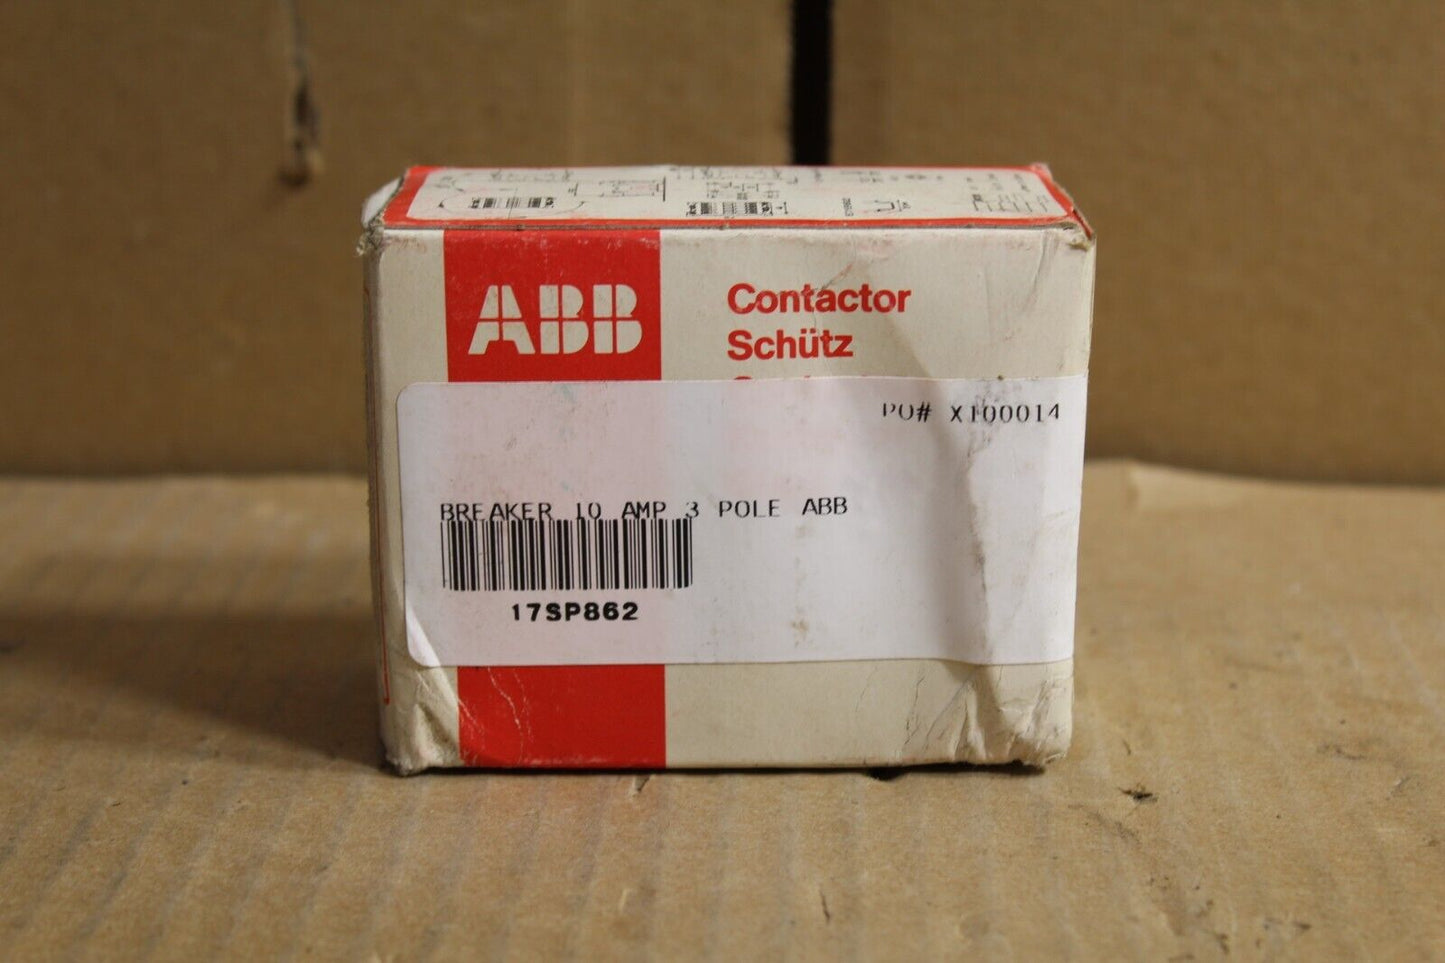 ABB
Contactor
Schütz
PO# X100014
BREAKER 10 AMP 3 POLE ABB
17SP862